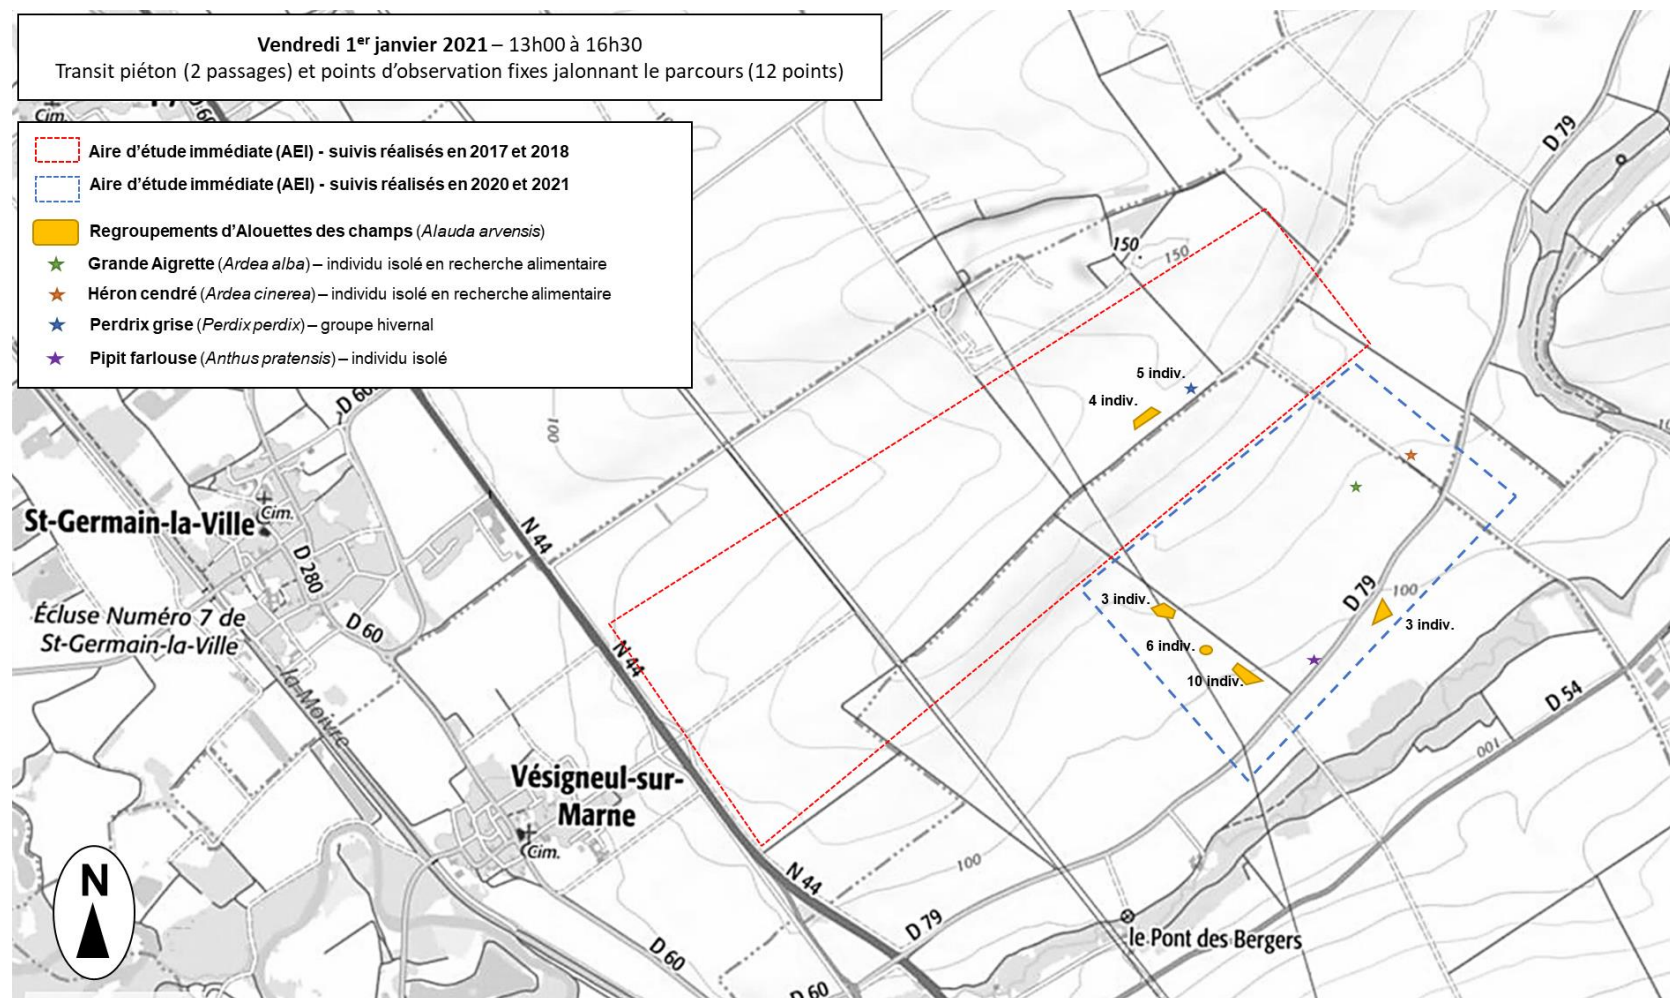 Vendredi 1er janvier 2021 – 13h00 à 16h30
Transit piéton (2 passages) et points d'observation fixes jalonnant le parcours (12 points)
Cim.
Aire d'étude immédiate (AEI) - suivis réalisés en 2017 et 2018
Aire d'étude immédiate (AEI) - suivis réalisés en 2020 et 2021
Regroupements d'Alouettes des champs (Alauda arvensis)
Grande Aigrette (Ardea alba) – individu isolé en recherche alimentaire
Héron cendré (Ardea cinerea) – individu isolé en recherche alimentaire
Perdrix grise (Perdix perdix) – groupe hivernal
Pipit farlouse (Anthus pratensis) – individu isolé
D 79
150
150
5 indiv.
4 indiv.
D 60
100
St-Germain-la-Ville
Cim.
N 44
D 280
Écluse Numéro 7 de
St-Germain-la-Ville
D 60
N 44
la Moivre
3 indiv.
6 indiv.
10 indiv.
D 79
100
3 indiv.
D 54
100
Vésigneul-sur-
Marne
Cim.
N
N 44
100
D 79
le Pont des Bergers
D 60
D 60